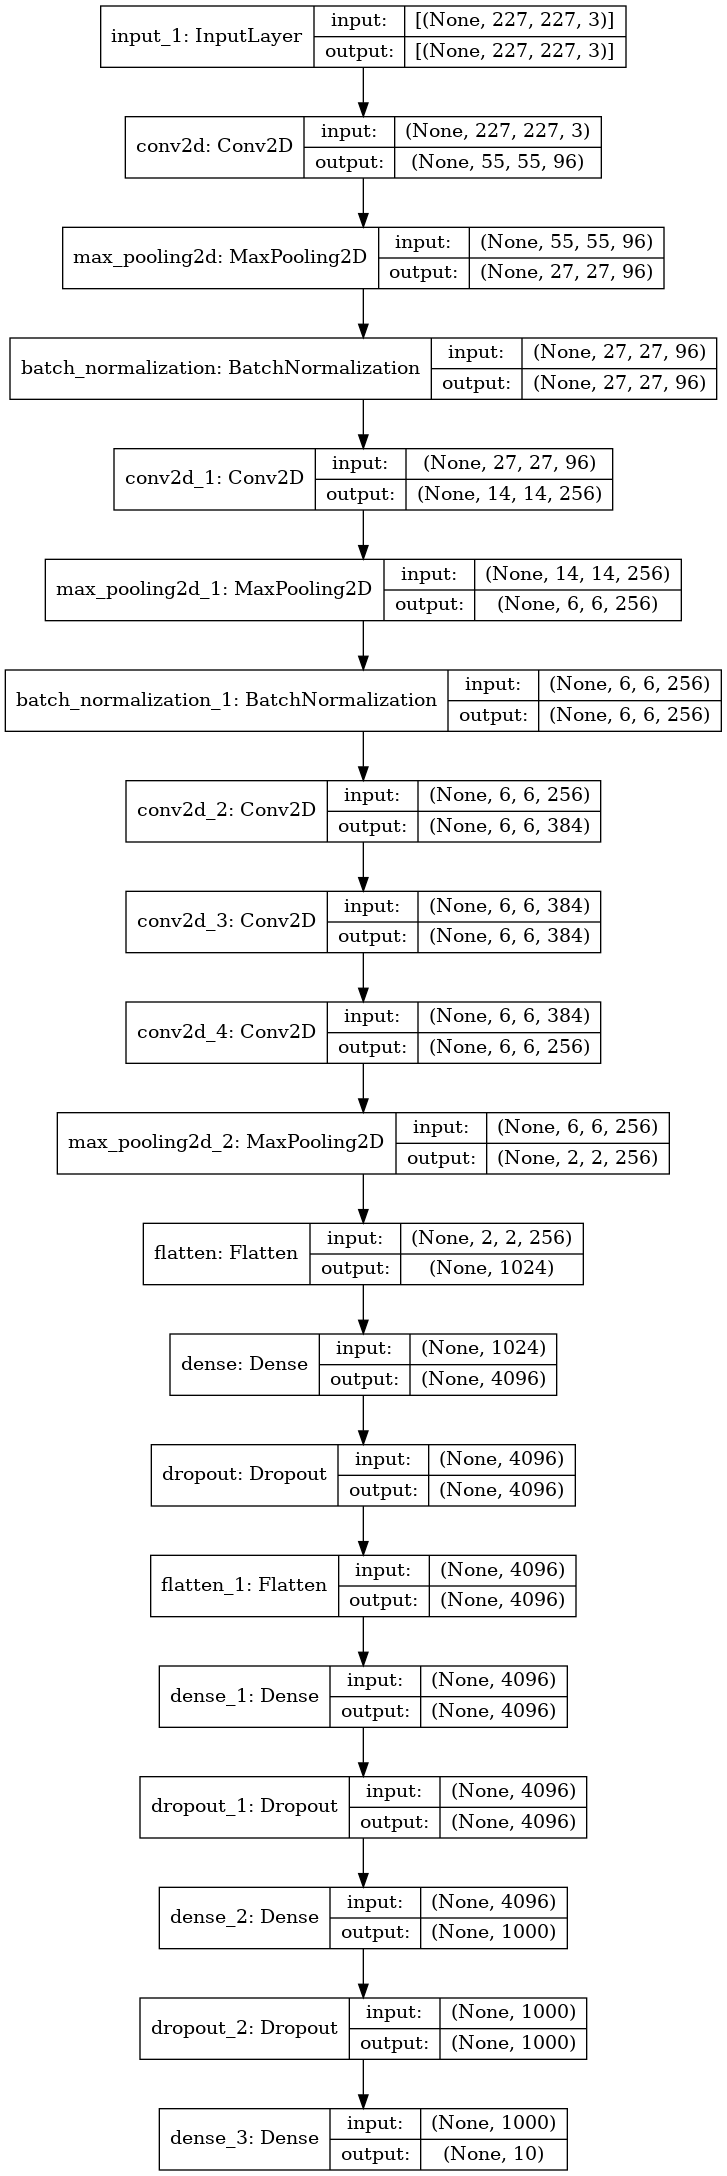 input_1: InputLayer
input:
[(None, 227, 227, 3)]
output:
[(None, 227, 227, 3)]
conv2d: Conv2D
input:
(None, 227, 227, 3)
output:
(None, 55, 55, 96)
max_pooling2d: MaxPooling2D
input:
(None, 55, 55, 96)
output:
(None, 27, 27, 96)
batch_normalization: BatchNormalization
input:
(None, 27, 27, 96)
output:
(None, 27, 27, 96)
conv2d_1: Conv2D
input:
(None, 27, 27, 96)
output:
(None, 14, 14, 256)
max_pooling2d_1: MaxPooling2D
input:
(None, 14, 14, 256)
output:
(None, 6, 6, 256)
batch_normalization_1: BatchNormalization
input:
(None, 6, 6, 256)
output:
(None, 6, 6, 256)
conv2d_2: Conv2D
input:
(None, 6, 6, 256)
output:
(None, 6, 6, 384)
conv2d_3: Conv2D
input:
(None, 6, 6, 384)
output:
(None, 6, 6, 384)
conv2d_4: Conv2D
input:
(None, 6, 6, 384)
output:
(None, 6, 6, 256)
max_pooling2d_2: MaxPooling2D
input:
(None, 6, 6, 256)
output:
(None, 2, 2, 256)
flatten: Flatten
input:
(None, 2, 2, 256)
output:
(None, 1024)
dense: Dense
input:
(None, 1024)
output:
(None, 4096)
dropout: Dropout
input:
(None, 4096)
output:
(None, 4096)
flatten_1: Flatten
input:
(None, 4096)
output:
(None, 4096)
dense_1: Dense
input:
(None, 4096)
output:
(None, 4096)
dropout_1: Dropout
input:
(None, 4096)
output:
(None, 4096)
dense_2: Dense
input:
(None, 4096)
output:
(None, 1000)
dropout_2: Dropout
input:
(None, 1000)
output:
(None, 1000)
dense_3: Dense
input:
(None, 1000)
output:
(None, 10)